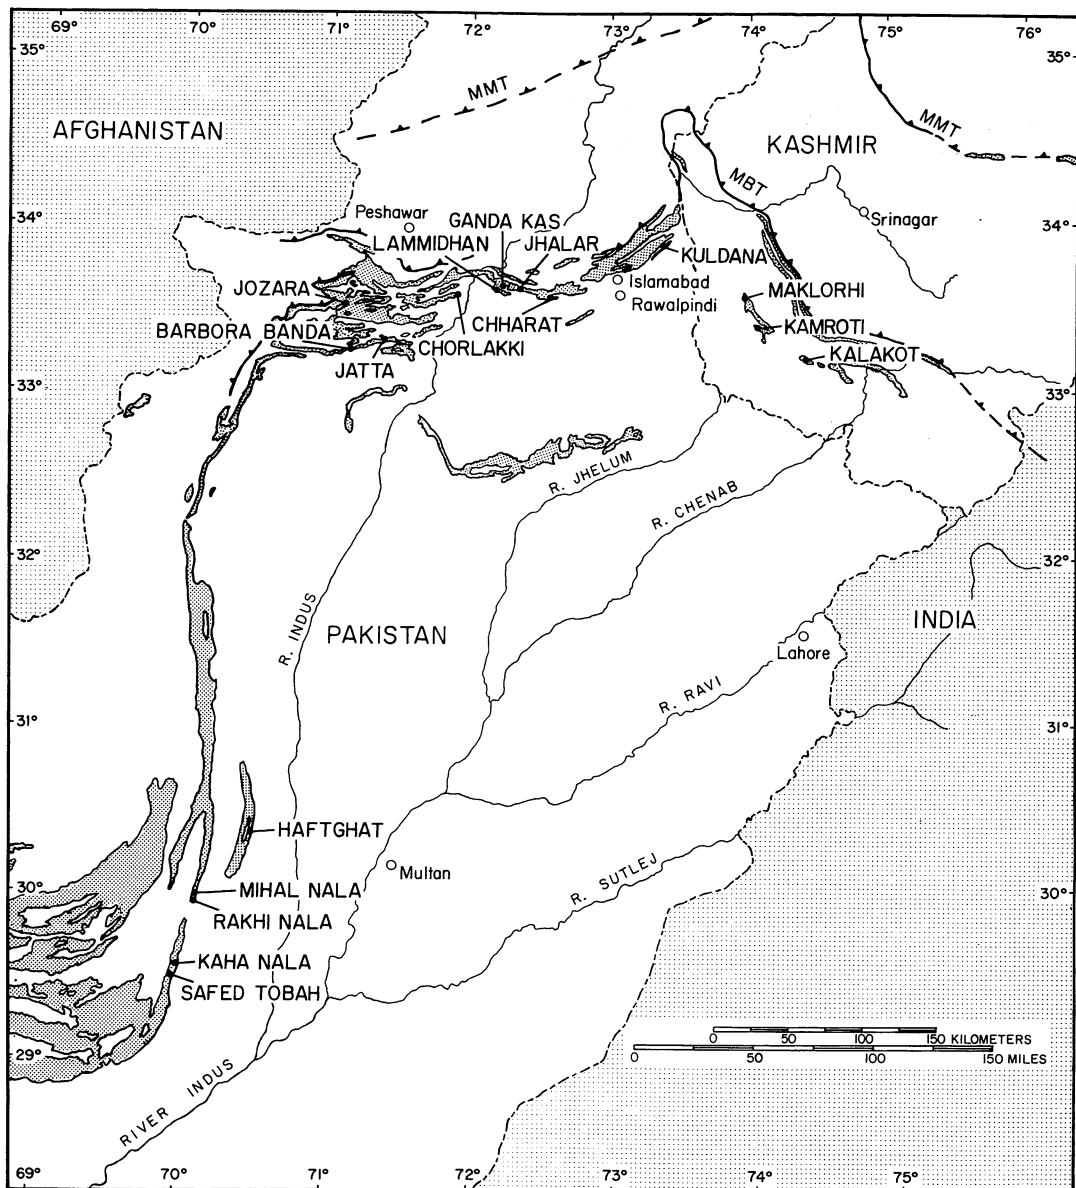 69° 70° 71° 72° 73° 74° 75° 76°
35° 35°
MMT
AFGHANISTAN
MMT
KASHMIR
MBT
34° 34°
Peshawar
GANDA KAS
Srinagar
LAMMIDHAN
JHALAR
KULDANA
JOZARA
Islamabad
MAKLORHI
Rawalpindi
CHHARAT
KAMROTI
BARBORA BANDA
CHORLAKKI
KALAKOT
JATTA
33° 33°
R. JHELUM
R. CHENAB
32° 32°
R. INDUS
PAKISTAN
INDIA
Lahore
R. RAVI
31° 31°
HAFTGHAT
Multan
R. SUTLEJ
30° 30°
MIHAL NALA
RAKHI NALA
KAHA NALA
SAFED TOBAH
0 50 100 150 KILOMETERS
0 50 100 150 MILES
29°
RIVER INDUS
69° 70° 71° 72° 73° 74° 75°